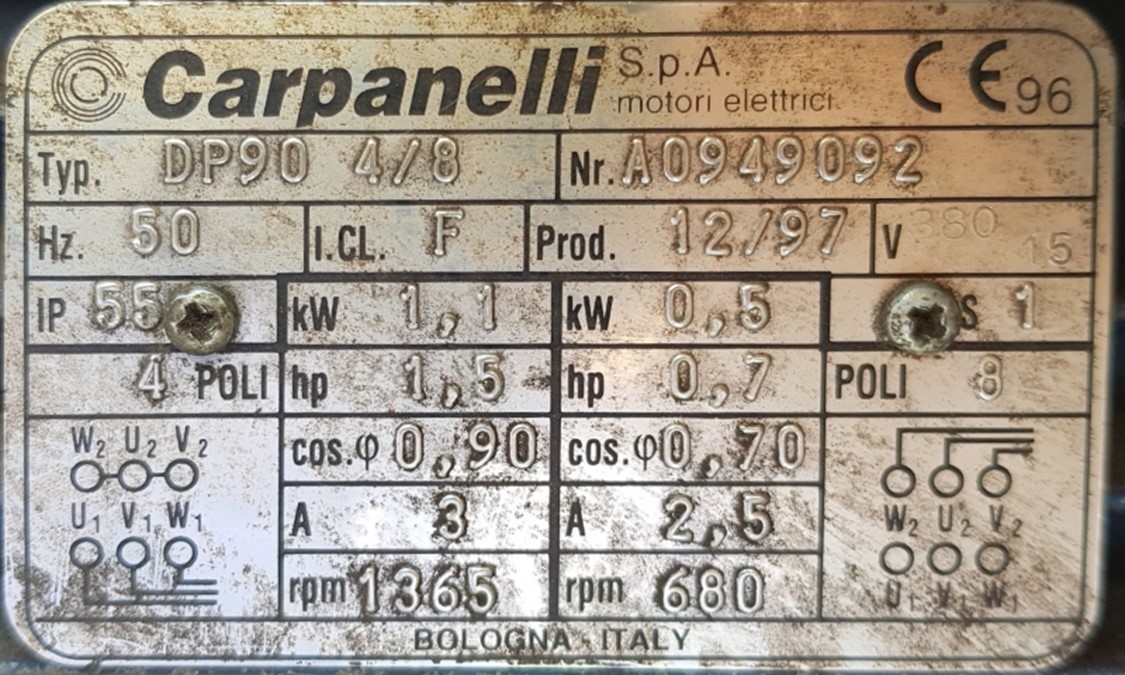 Carpanelli S.p.A.
motori elettrici
CE 96
Typ. DP90 4/8 Nr. A0949092
Hz. 50 I.CL. F Prod. 12/97 V 380
15
IP 55 kW 1,1 kW 0,5 S 1
4 POLI hp 1,5 hp 0,7 POLI 8
cos.φ 0,90 cos.φ 0,70
W2 U2 V2
U1 V1 W1
A 3 A 2,5
W2 U2 V2
rpm 1365 rpm 680
U1 V1 W1
BOLOGNA - ITALY